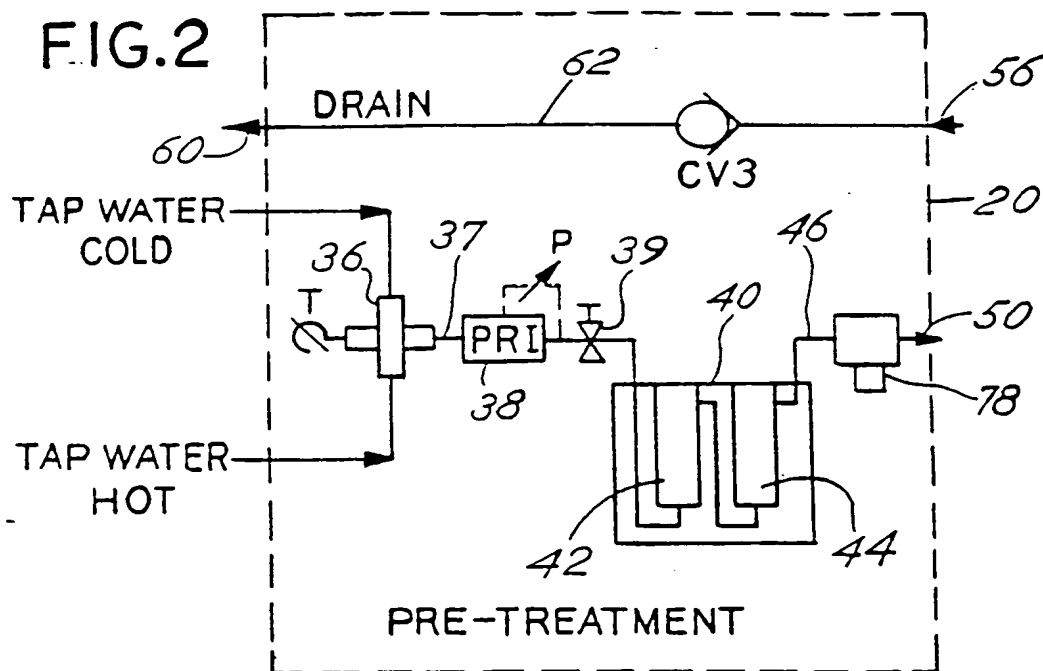 FIG.2
62
DRAIN
56
60
CV3
TAP WATER
COLD
20
36
37
P
39
46
T
40
50
PRI
38
78
TAP WATER
HOT
42
44
PRE-TREATMENT